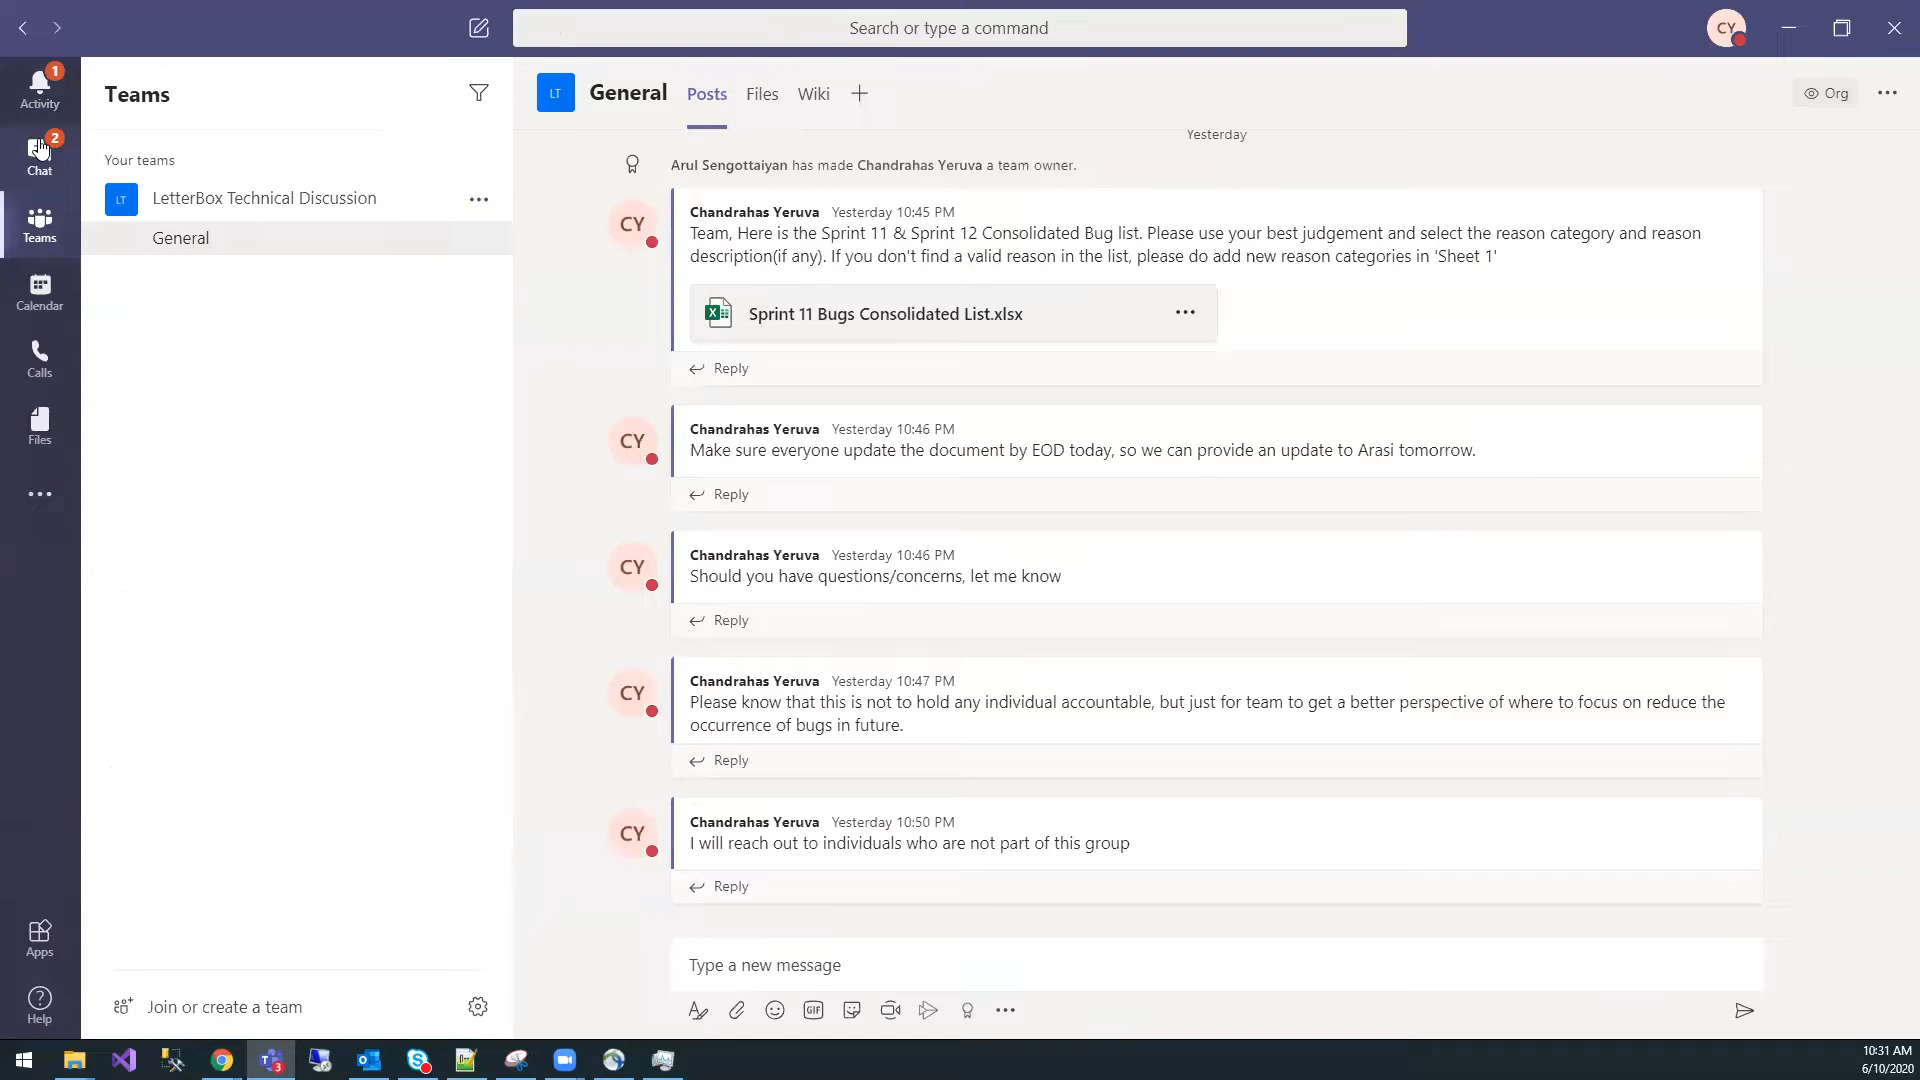 Search or type a command
CY
1
Activity
2
Chat
Teams
Calendar
Calls
Files
Apps
Help
Teams
Your teams
LT
LetterBox Technical Discussion
General
Join or create a team
LT
General
Posts
Files
Wiki
Org
Yesterday
Arul Sengottaiyan has made Chandrahas Yeruva a team owner.
CY
Chandrahas Yeruva Yesterday 10:45 PM
Team, Here is the Sprint 11 & Sprint 12 Consolidated Bug list. Please use your best judgement and select the reason category and reason
description(if any). If you don't find a valid reason in the list, please do add new reason categories in 'Sheet 1'
Sprint 11 Bugs Consolidated List.xlsx
Reply
CY
Chandrahas Yeruva Yesterday 10:46 PM
Make sure everyone update the document by EOD today, so we can provide an update to Arasi tomorrow.
Reply
CY
Chandrahas Yeruva Yesterday 10:46 PM
Should you have questions/concerns, let me know
Reply
CY
Chandrahas Yeruva Yesterday 10:47 PM
Please know that this is not to hold any individual accountable, but just for team to get a better perspective of where to focus on reduce the
occurrence of bugs in future.
Reply
CY
Chandrahas Yeruva Yesterday 10:50 PM
I will reach out to individuals who are not part of this group
Reply
Type a new message
GIF
3
10:31 AM
6/10/2020